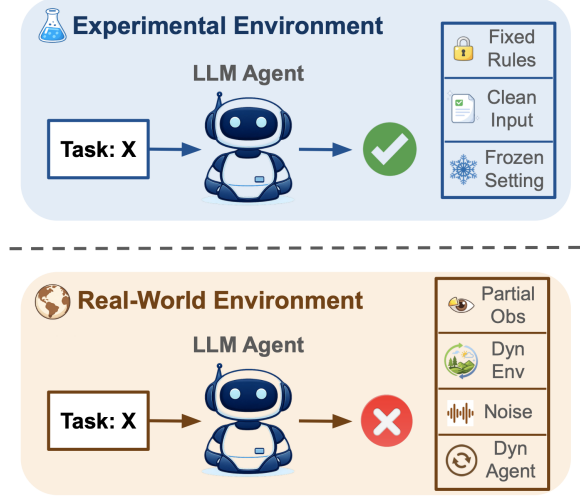 Experimental Environment
LLM Agent
Task: X
Fixed
Rules
Clean
Input
Frozen
Setting
Real-World Environment
LLM Agent
Task: X
Partial
Obs
Dyn
Env
Noise
Dyn
Agent